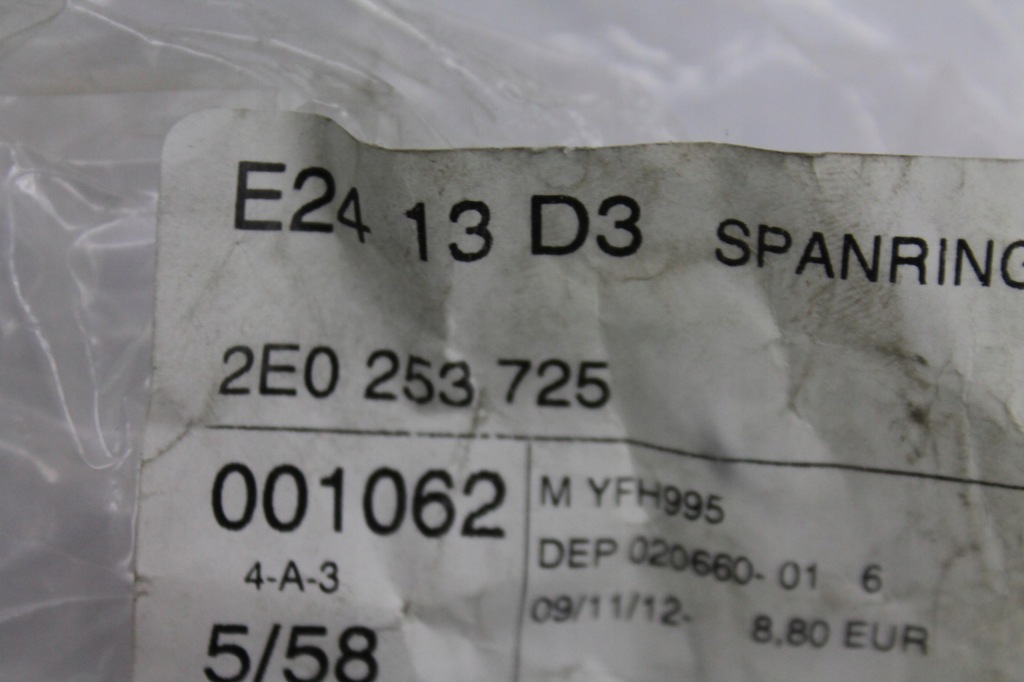 E24 13 D3 SPANRING
2E0 253 725
001062
4-A-3
5/58
M YFH995
DEP 020660- 01 6
09/11/12- 8,80 EUR